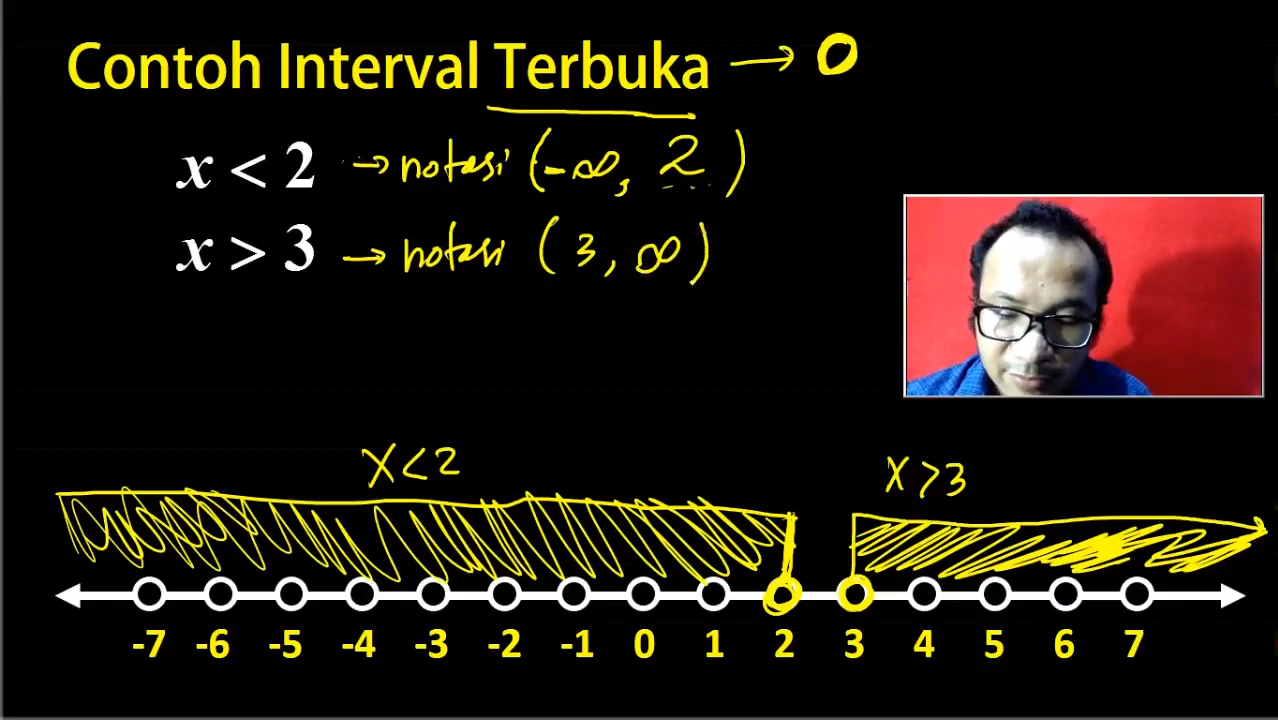 Contoh Interval Terbuka → O
x < 2 → notasi (-∞, 2)
x > 3 → notasi (3, ∞)
X < 2
X > 3
-7 -6 -5 -4 -3 -2 -1 0 1 2 3 4 5 6 7